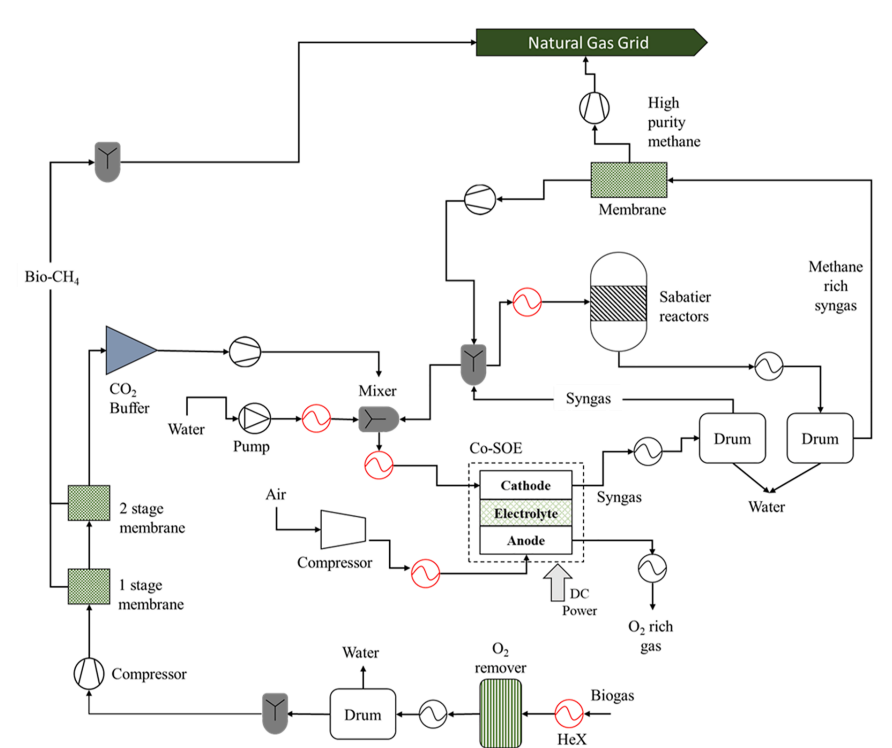 Natural Gas Grid
High
purity
methane
Membrane
Bio-CH₄
Methane
rich
syngas
Sabatier
reactors
CO₂
Buffer
Mixer
Water
Pump
Syngas
Drum
Drum
Co-SOE
Cathode
Electrolyte
Anode
Syngas
Water
Air
Compressor
2 stage
membrane
1 stage
membrane
DC
Power
O₂ rich
gas
Compressor
Water
O₂
remover
Drum
Biogas
HeX